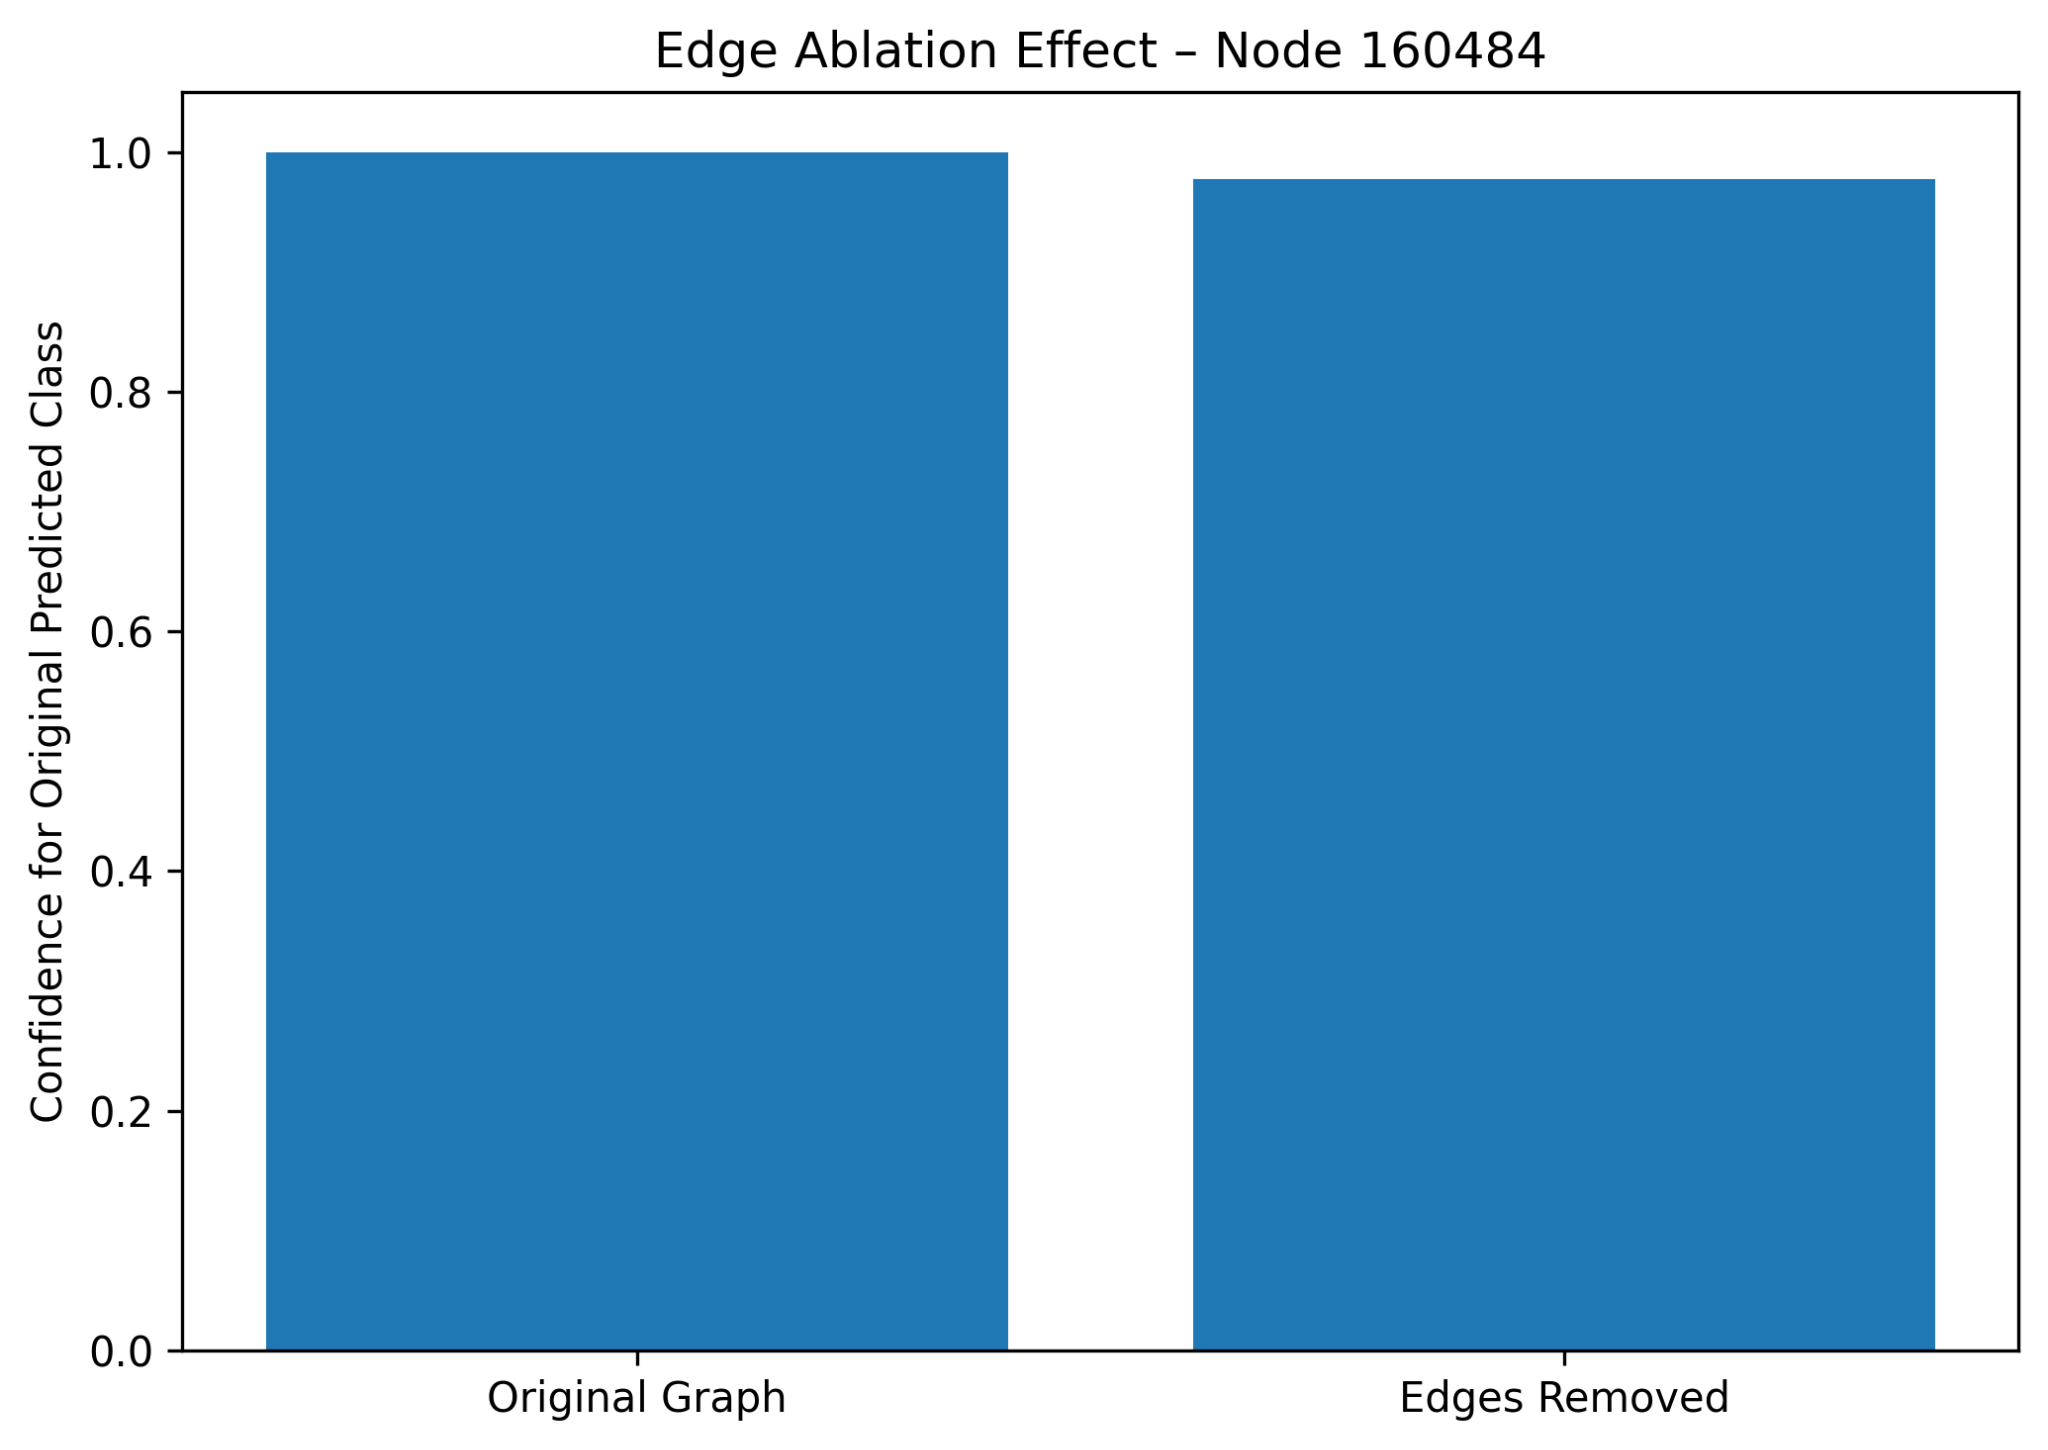 Edge Ablation Effect – Node 160484
Confidence for Original Predicted Class
1.0
0.8
0.6
0.4
0.2
0.0
Original Graph
Edges Removed